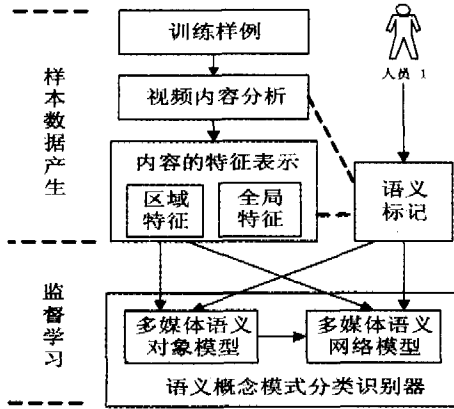 训练样例
人员 1
样本数据产生
视频内容分析
内容的特征表示
区域
特征
全局
特征
语义
标记
监督学习
多媒体语义
对象模型
多媒体语义
网络模型
语义概念模式分类识别器